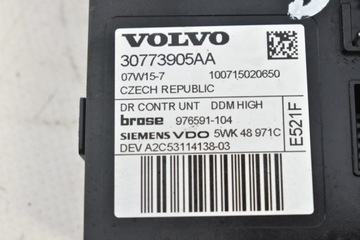 VOLVO
30773905AA
07W15-7 100715020650
CZECH REPUBLIC
DR CONTR UNT DDM HIGH
brose 976591-104
SIEMENS VDO 5WK 48 971C
DEV A2C53114138-03
E521F